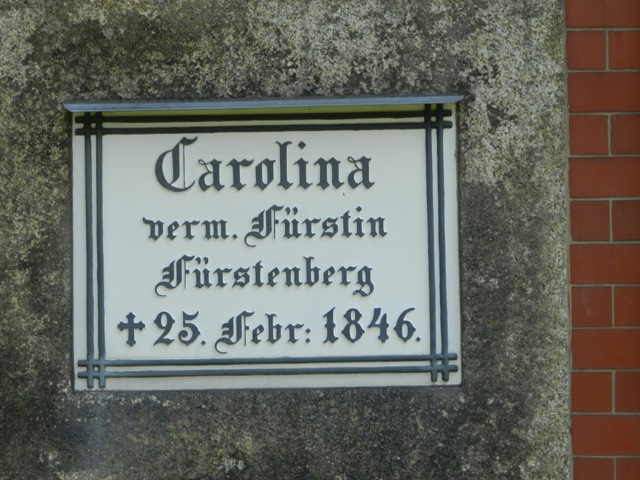 Carolina
verm. Fürstin
Fürstenberg
✝ 25. Febr: 1846.